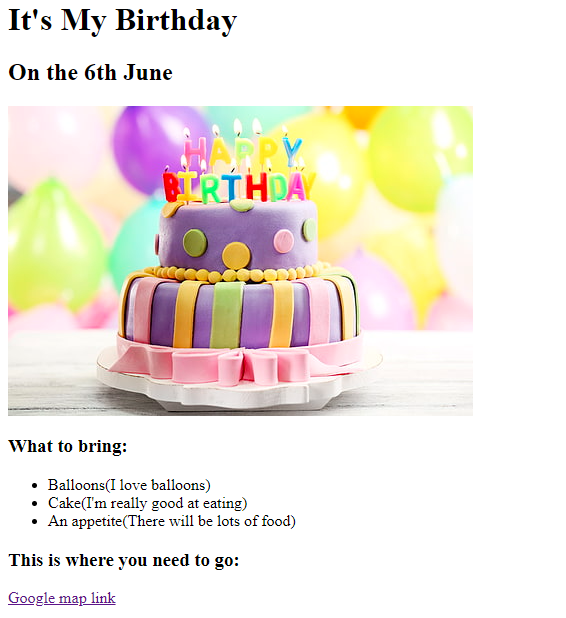 It's My Birthday
On the 6th June
HAPPY
BIRTHDAY
What to bring:
Balloons(I love balloons)
Cake(I'm really good at eating)
An appetite(There will be lots of food)
This is where you need to go:
Google map link